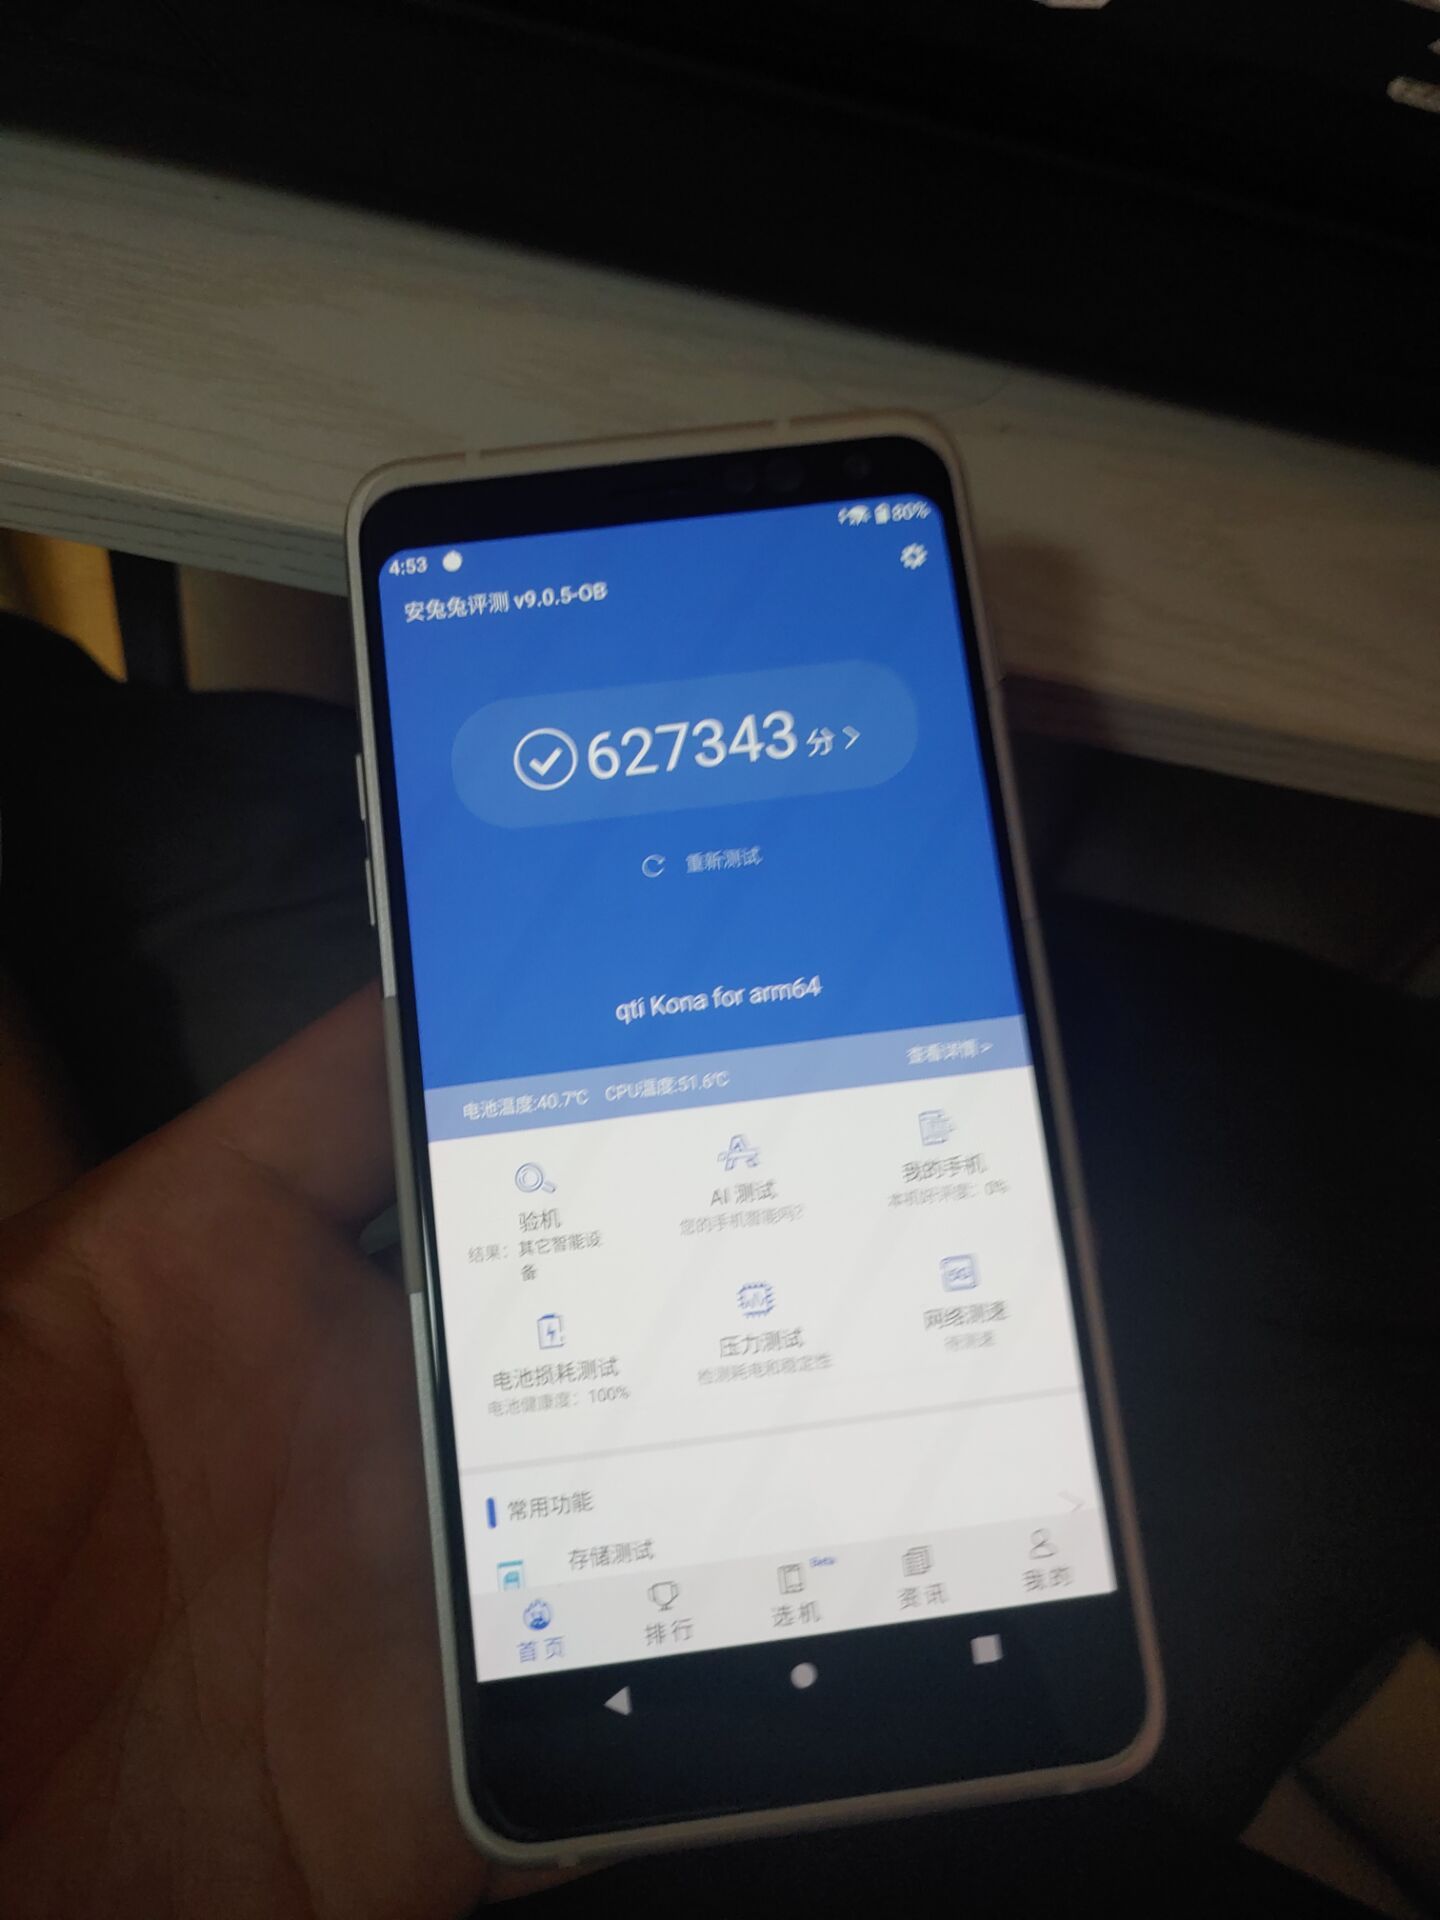 4:53
80%
安兔兔评测 v9.0.5-OB
627343 分 >
重新测试
qti Kona for arm64
电池温度:40.7℃ CPU温度:51.6℃ 查看详情 >
验机
结果：其它智能设
备
AI 测试
您的手机智能吗?
我的手机
本机好评度：0%
电池损耗测试
电池健康度：100%
压力测试
检测耗电和稳定性
网络测速
待测速
常用功能
存储测试
首页 排行 选机 Beta 资讯 我的